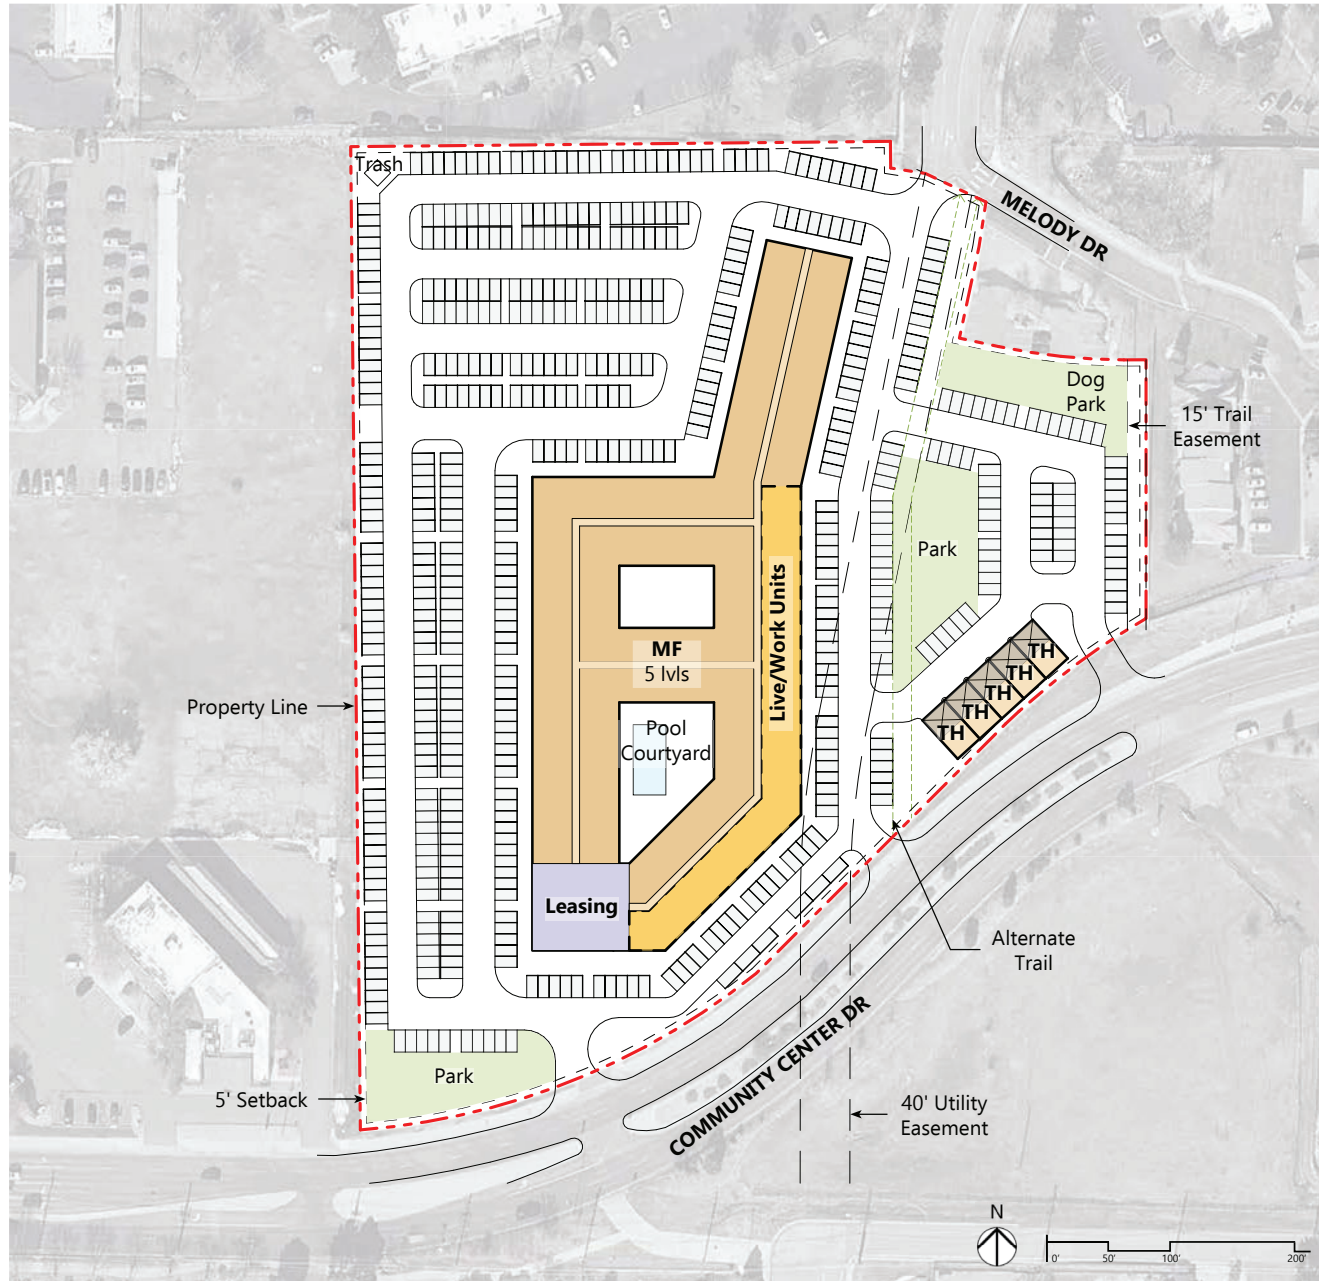 Trash
MELODY DR
Dog
Park
15' Trail
Easement
Park
Live/Work Units
MF
5 lvls
TH
TH
TH
TH
TH
Property Line
Pool
Courtyard
Leasing
Alternate
Trail
COMMUNITY CENTER DR
Park
5' Setback
40' Utility
Easement
N
0'
50'
100'
200'